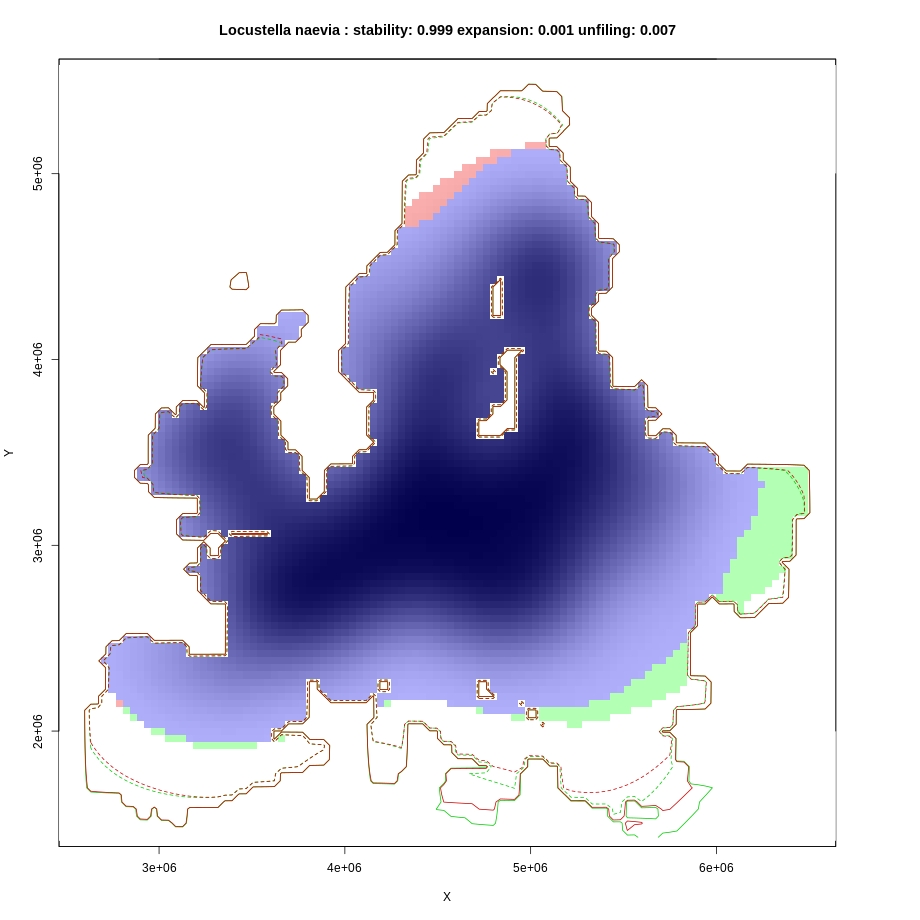 Locustella naevia : stability: 0.999 expansion: 0.001 unfiling: 0.007
5e+06
4e+06
Y
3e+06
2e+06
3e+06 4e+06 5e+06 6e+06
X